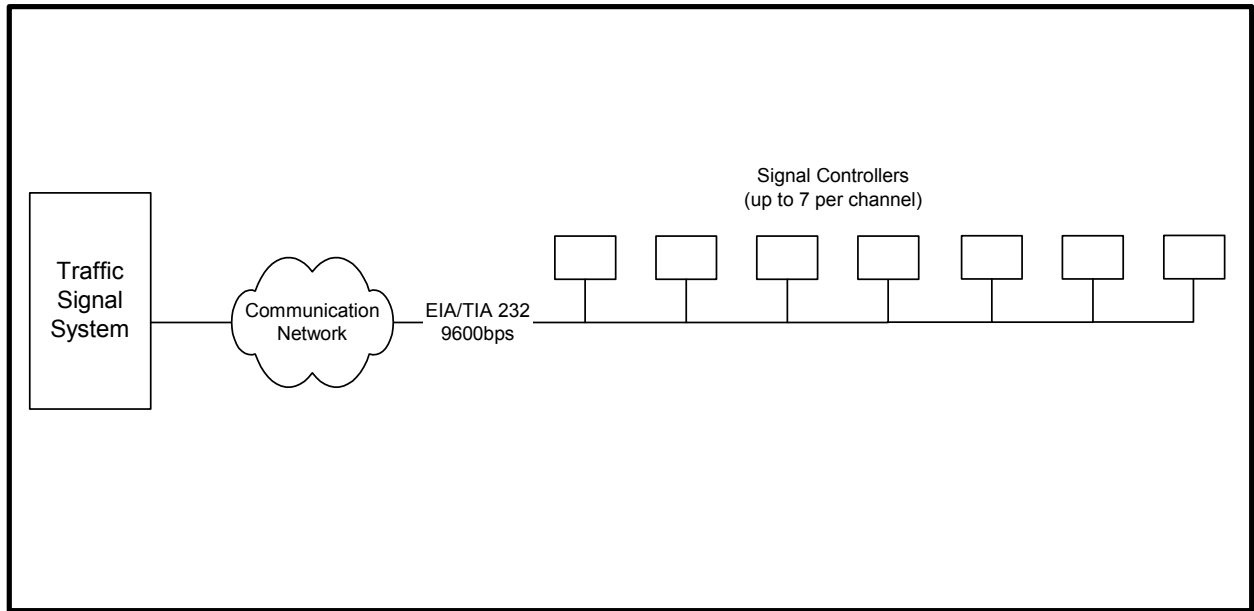 Traffic
Signal
System
Communication
Network
EIA/TIA 232
9600bps
Signal Controllers
(up to 7 per channel)